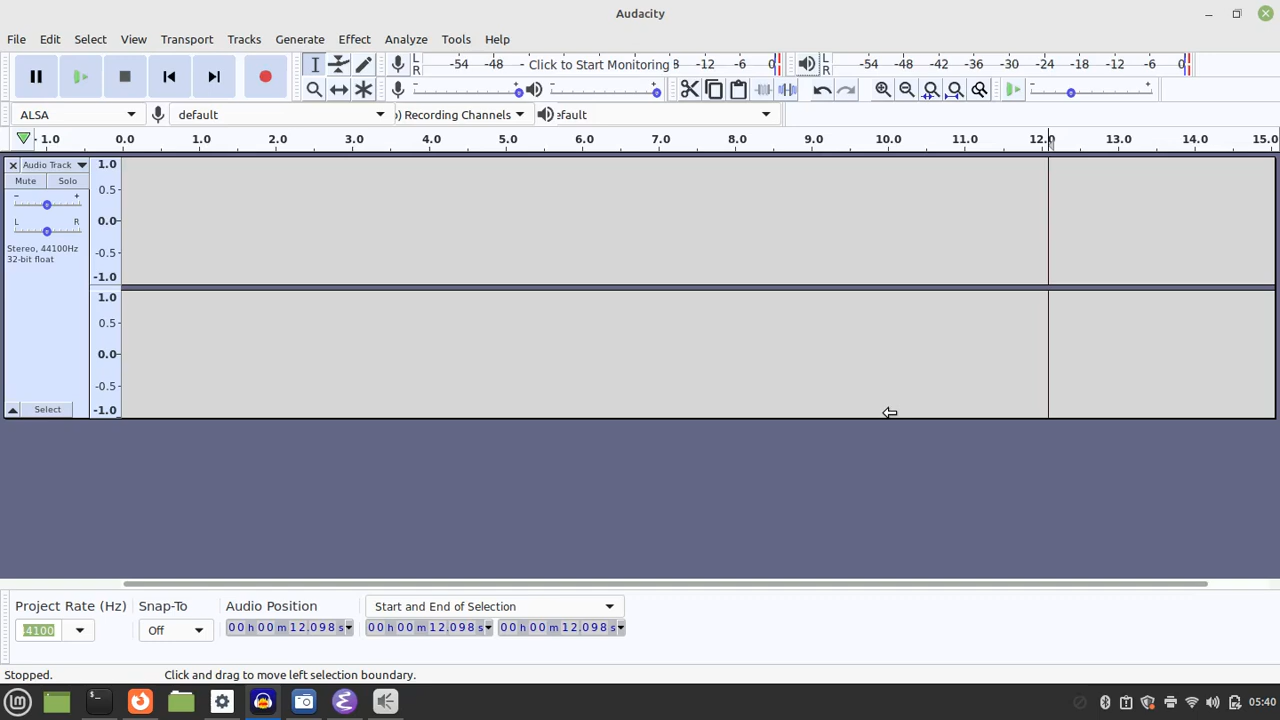 Audacity
File Edit Select View Transport Tracks Generate Effect Analyze Tools Help
L R -54 -48 - Click to Start Monitoring -12 -6 0 L R -54 -48 -42 -36 -30 -24 -18 -12 -6 0
- + - + - +
ALSA default ) Recording Channels efault
1.0 0.0 1.0 2.0 3.0 4.0 5.0 6.0 7.0 8.0 9.0 10.0 11.0 12.0 13.0 14.0 15.0
Audio Track 1.0
Mute Solo 0.5
- + 0.0
L R -0.5
Stereo, 44100Hz
32-bit float -1.0
1.0
0.5
0.0
-0.5
Select -1.0
Project Rate (Hz) Snap-To Audio Position Start and End of Selection
44100 Off 00 h 00 m 12.098 s 00 h 00 m 12.098 s 00 h 00 m 12.098 s
Stopped. Click and drag to move left selection boundary.
05:40